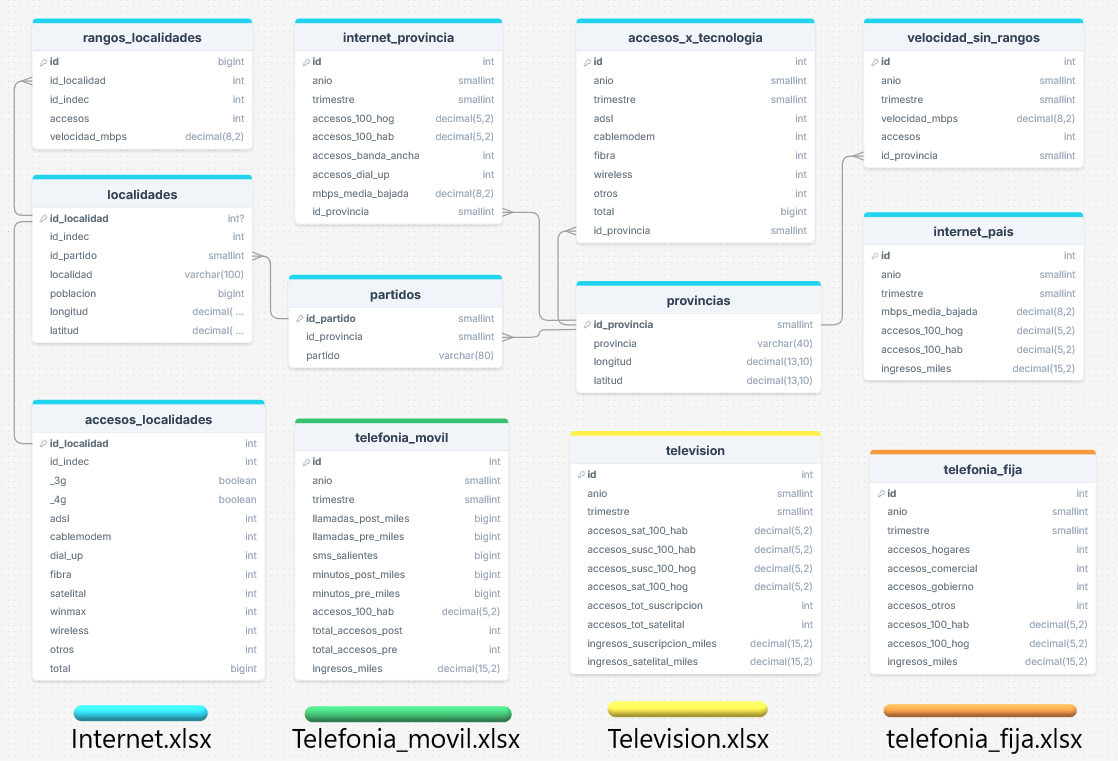 rangos_localidades
id bigint
id_localidad int
id_indec int
accesos int
velocidad_mbps decimal(8,2)
internet_provincia
id int
anio smallint
trimestre smallint
accesos_100_hog decimal(5,2)
accesos_100_hab decimal(5,2)
accesos_banda_ancha int
accesos_dial_up int
mbps_media_bajada decimal(8,2)
id_provincia smallint
accesos_x_tecnologia
id int
anio smallint
trimestre smallint
adsl int
cablemodem int
fibra int
wireless int
otros int
total bigint
id_provincia smallint
velocidad_sin_rangos
id int
anio smallint
trimestre smallint
velocidad_mbps decimal(8,2)
accesos int
id_provincia smallint
localidades
id_localidad int?
id_indec int
id_partido smallint
localidad varchar(100)
poblacion bigint
longitud decimal( ...
latitud decimal( ...
partidos
id_partido smallint
id_provincia smallint
partido varchar(80)
provincias
id_provincia smallint
provincia varchar(40)
longitud decimal(13,10)
latitud decimal(13,10)
internet_pais
id int
anio smallint
trimestre smallint
mbps_media_bajada decimal(8,2)
accesos_100_hog decimal(5,2)
accesos_100_hab decimal(5,2)
ingresos_miles decimal(15,2)
accesos_localidades
id_localidad int
id_indec int
_3g boolean
_4g boolean
adsl int
cablemodem int
dial_up int
fibra int
satelital int
winmax int
wireless int
otros int
total bigint
telefonia_movil
id int
anio smallint
trimestre smallint
llamadas_post_miles bigint
llamadas_pre_miles bigint
sms_salientes bigint
minutos_post_miles bigint
minutos_pre_miles bigint
accesos_100_hab decimal(5,2)
total_accesos_post int
total_accesos_pre int
ingresos_miles decimal(15,2)
television
id int
anio smallint
trimestre smallint
accesos_sat_100_hab decimal(5,2)
accesos_susc_100_hab decimal(5,2)
accesos_susc_100_hog decimal(5,2)
accesos_sat_100_hog decimal(5,2)
accesos_tot_suscripcion int
accesos_tot_satelital int
ingresos_suscripcion_miles decimal(15,2)
ingresos_satelital_miles decimal(15,2)
telefonia_fija
id int
anio smallint
trimestre smallint
accesos_hogares int
accesos_comercial int
accesos_gobierno int
accesos_otros int
accesos_100_hab decimal(5,2)
accesos_100_hog decimal(5,2)
ingresos_miles decimal(15,2)
Internet.xlsx
Telefonia_movil.xlsx
Television.xlsx
telefonia_fija.xlsx